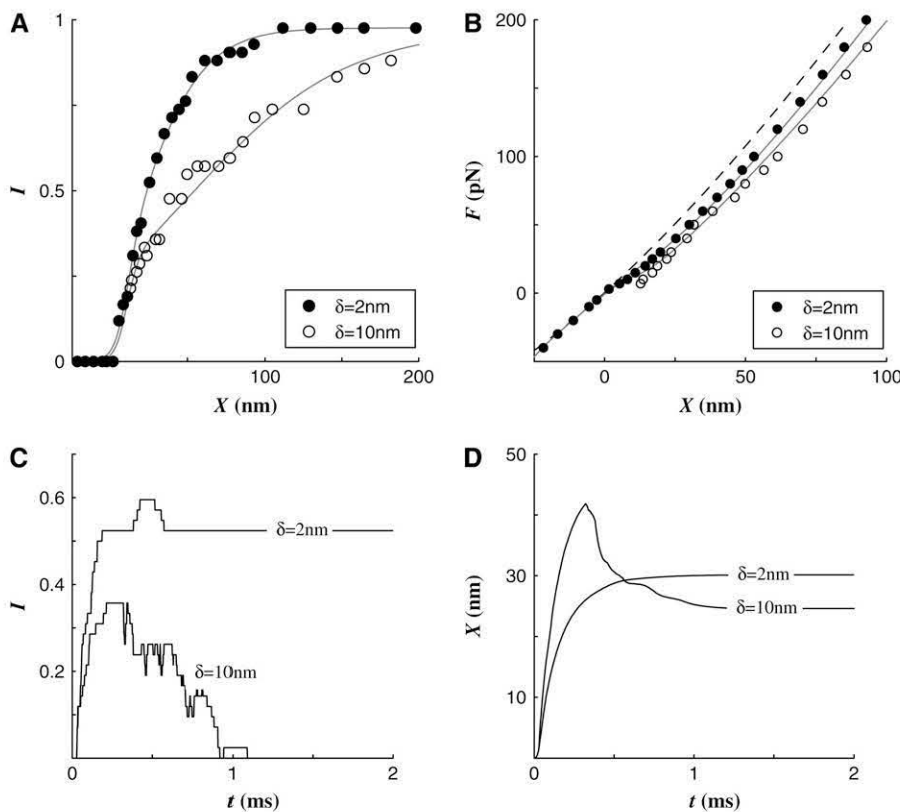 A
1
0.5
0
I
100
200
X (nm)
δ=2nm
δ=10nm
B
200
100
0
F (pN)
0
50
100
X (nm)
δ=2nm
δ=10nm
C
0.6
0.4
0.2
I
0
1
2
t (ms)
δ=2nm
δ=10nm
D
50
30
10
X (nm)
0
1
2
t (ms)
δ=2nm
δ=10nm